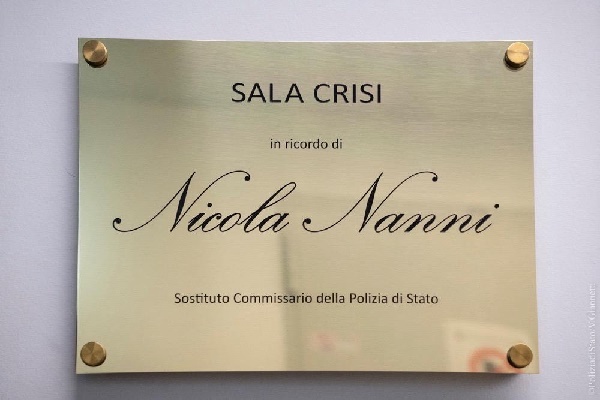 SALA CRISI
in ricordo di
Nicola Nanni
Sostituto Commissario della Polizia di Stato